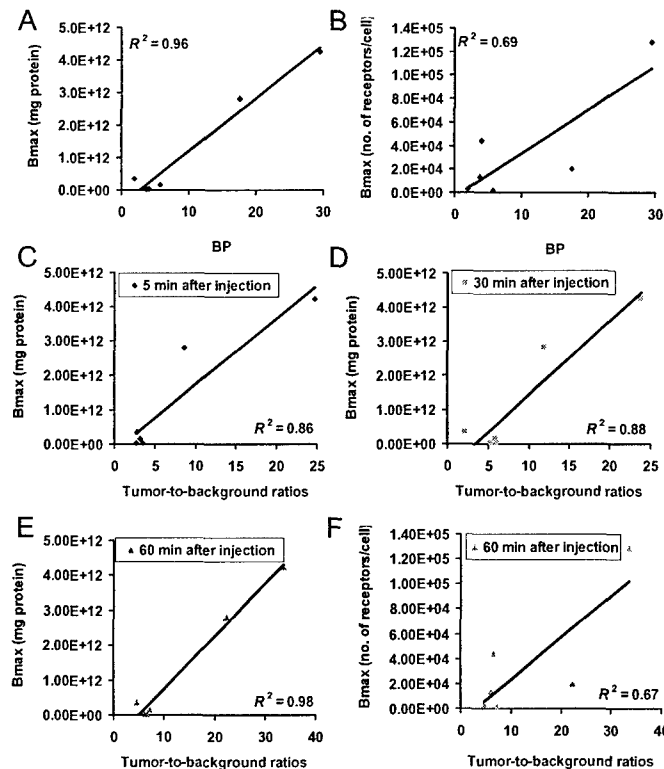 A
R² = 0.96
Bmax (mg protein)
5.0E+12
4.0E+12
3.0E+12
2.0E+12
1.0E+12
0.0E+00
0 10 20 30
BP
B
R² = 0.69
Bmax (no. of receptors/cell)
1.4E+05
1.2E+05
1.0E+05
8.0E+04
6.0E+04
4.0E+04
2.0E+04
0.0E+00
0 10 20 30
BP
C
5 min after injection
Bmax (mg protein)
5.00E+12
4.00E+12
3.00E+12
2.00E+12
1.00E+12
0.00E+00
R² = 0.86
0 5 10 15 20 25
Tumor-to-background ratios
D
30 min after injection
Bmax (mg protein)
5.00E+12
4.00E+12
3.00E+12
2.00E+12
1.00E+12
0.00E+00
R² = 0.88
0 5 10 15 20 25
Tumor-to-background ratios
E
60 min after injection
Bmax (mg protein)
5.00E+12
4.00E+12
3.00E+12
2.00E+12
1.00E+12
0.00E+00
R² = 0.98
0 10 20 30 40
Tumor-to-background ratios
F
60 min after injection
Bmax (no. of receptors/cell)
1.40E+05
1.20E+05
1.00E+05
8.00E+04
6.00E+04
4.00E+04
2.00E+04
0.00E+00
R² = 0.67
0 10 20 30 40
Tumor-to-background ratios